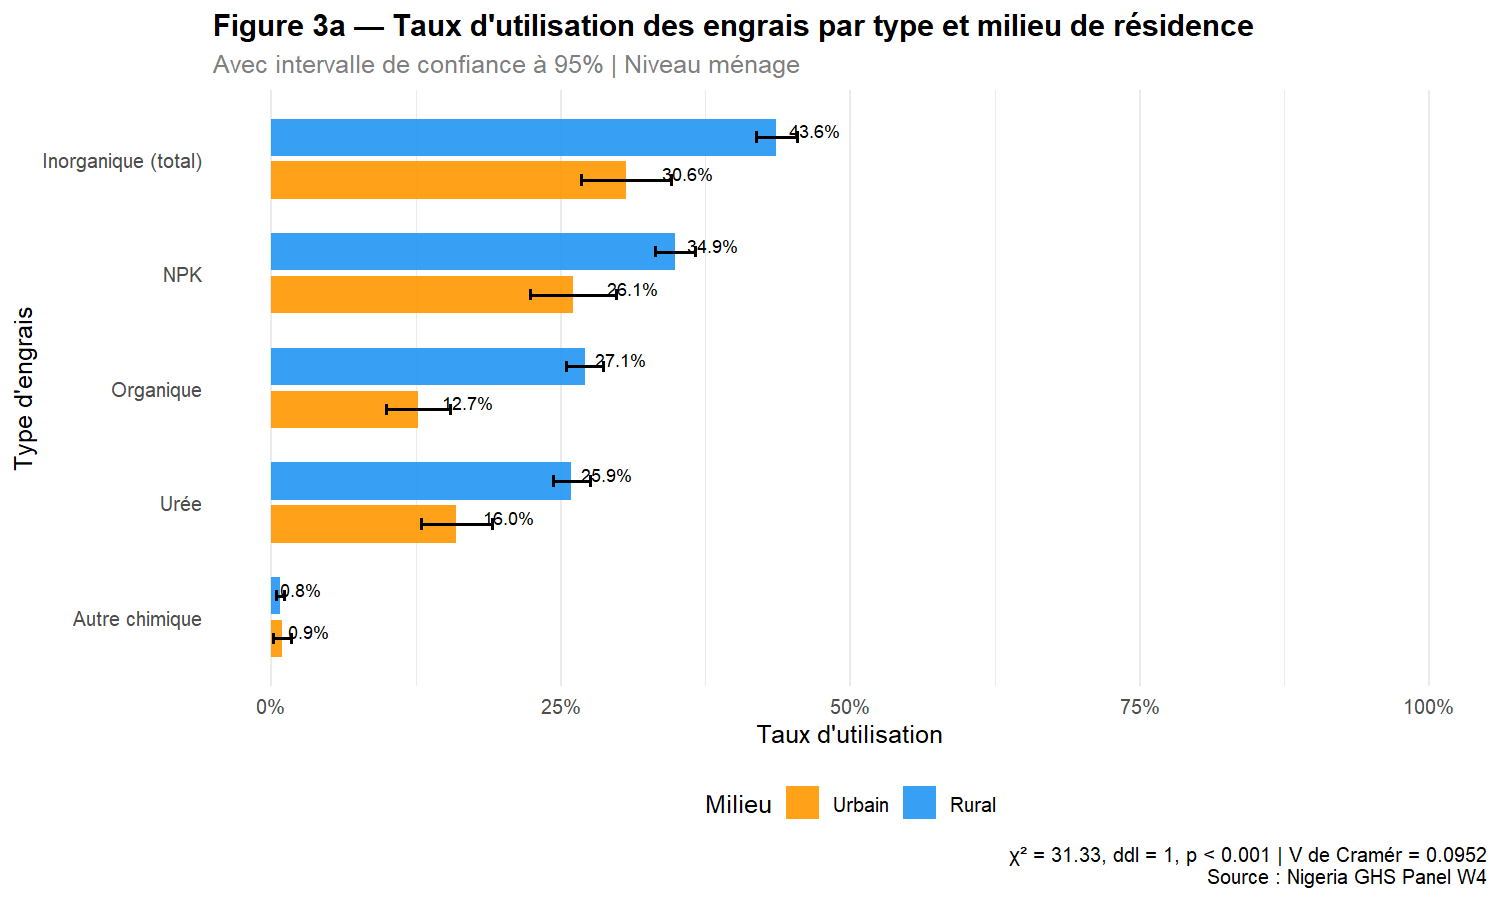 Figure 3a — Taux d'utilisation des engrais par type et milieu de résidence
Avec intervalle de confiance à 95% | Niveau ménage
Type d'engrais
Inorganique (total)
43.6%
30.6%
NPK
34.9%
26.1%
Organique
27.1%
12.7%
Urée
25.9%
16.0%
Autre chimique
0.8%
0.9%
0% 25% 50% 75% 100%
Taux d'utilisation
Milieu Urbain Rural
χ² = 31.33, ddl = 1, p < 0.001 | V de Cramér = 0.0952
Source : Nigeria GHS Panel W4